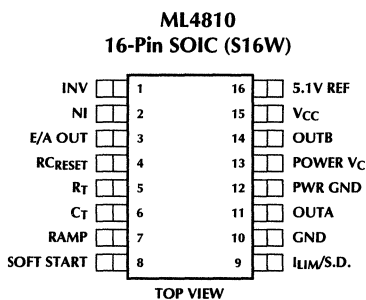 ML4810
16-Pin SOIC (S16W)
INV 1 16 5.1V REF
NI 2 15 VCC
E/A OUT 3 14 OUTB
RCRESET 4 13 POWER VC
RT 5 12 PWR GND
CT 6 11 OUTA
RAMP 7 10 GND
SOFT START 8 9 ILIM/S.D.
TOP VIEW